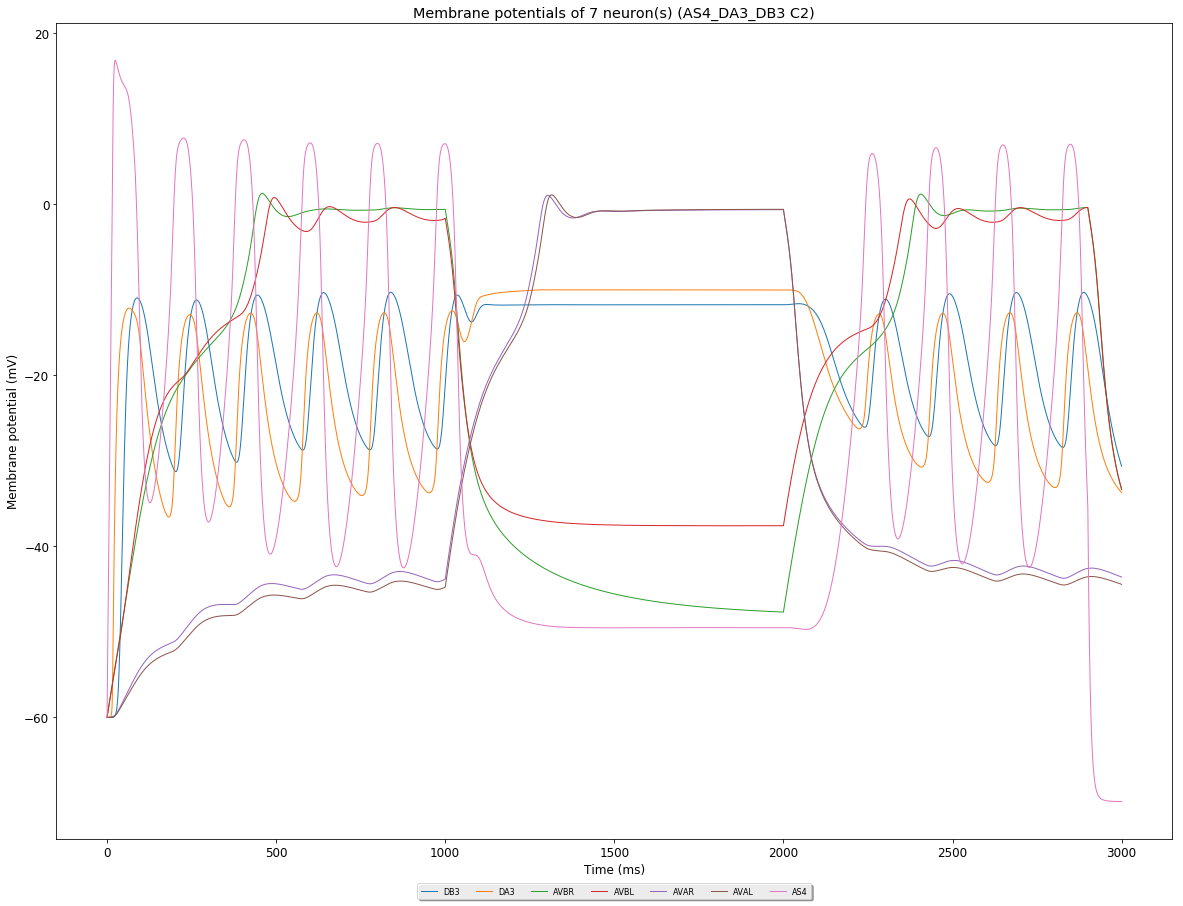 Membrane potentials of 7 neuron(s) (AS4_DA3_DB3 C2)
20
0
−20
−40
−60
Membrane potential (mV)
0 500 1000 1500 2000 2500 3000
Time (ms)
DB3 DA3 AVBR AVBL AVAR AVAL AS4